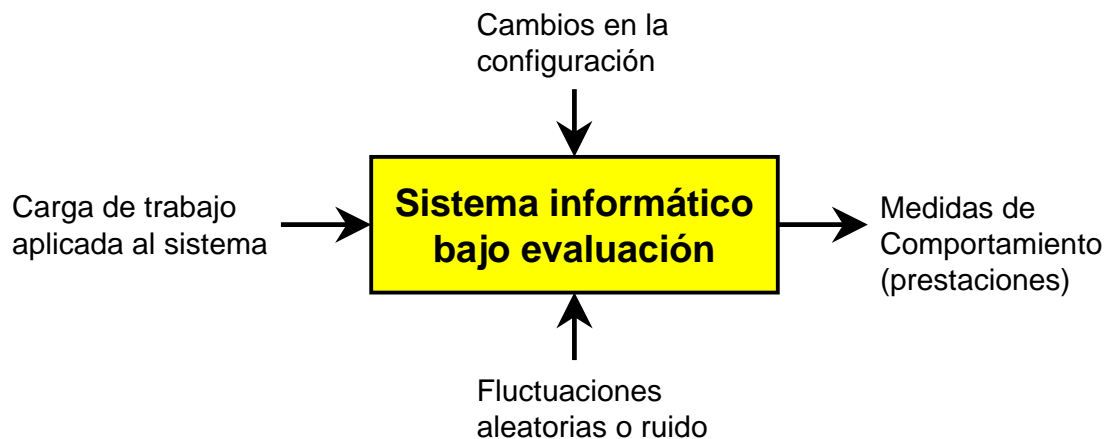 Cambios en la
configuración
Carga de trabajo
aplicada al sistema
Sistema informático
bajo evaluación
Medidas de
Comportamiento
(prestaciones)
Fluctuaciones
aleatorias o ruido